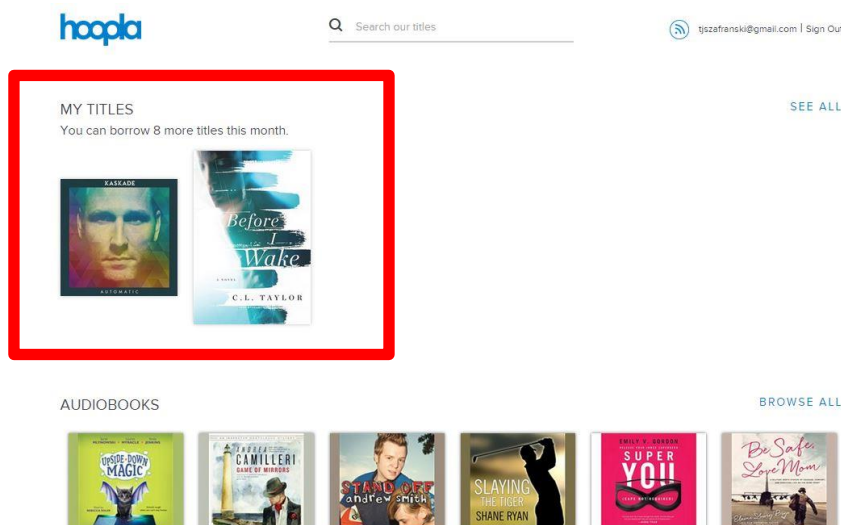 hoopla
Search our titles
tjszafranski@gmail.com | Sign Out
MY TITLES
SEE ALL
You can borrow 8 more titles this month.
KASKADE
AUTOMATIC
Before
I
Wake
A NOVEL
C.L. TAYLOR
AUDIOBOOKS
BROWSE ALL
UPSIDE-DOWN
MAGIC
ANDREA
CAMILLERI
GAME OF MIRRORS
STAND OFF
andrew smith
SLAYING
THE TIGER
SHANE RYAN
EMILY V. GORDON
SUPER
YOU
Be Safe,
Love Mom